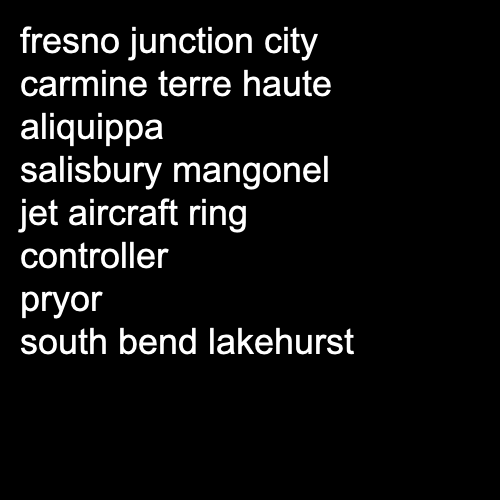 fresno junction city
carmine terre haute
aliquippa
salisbury mangonel
jet aircraft ring
controller
pryor
south bend lakehurst